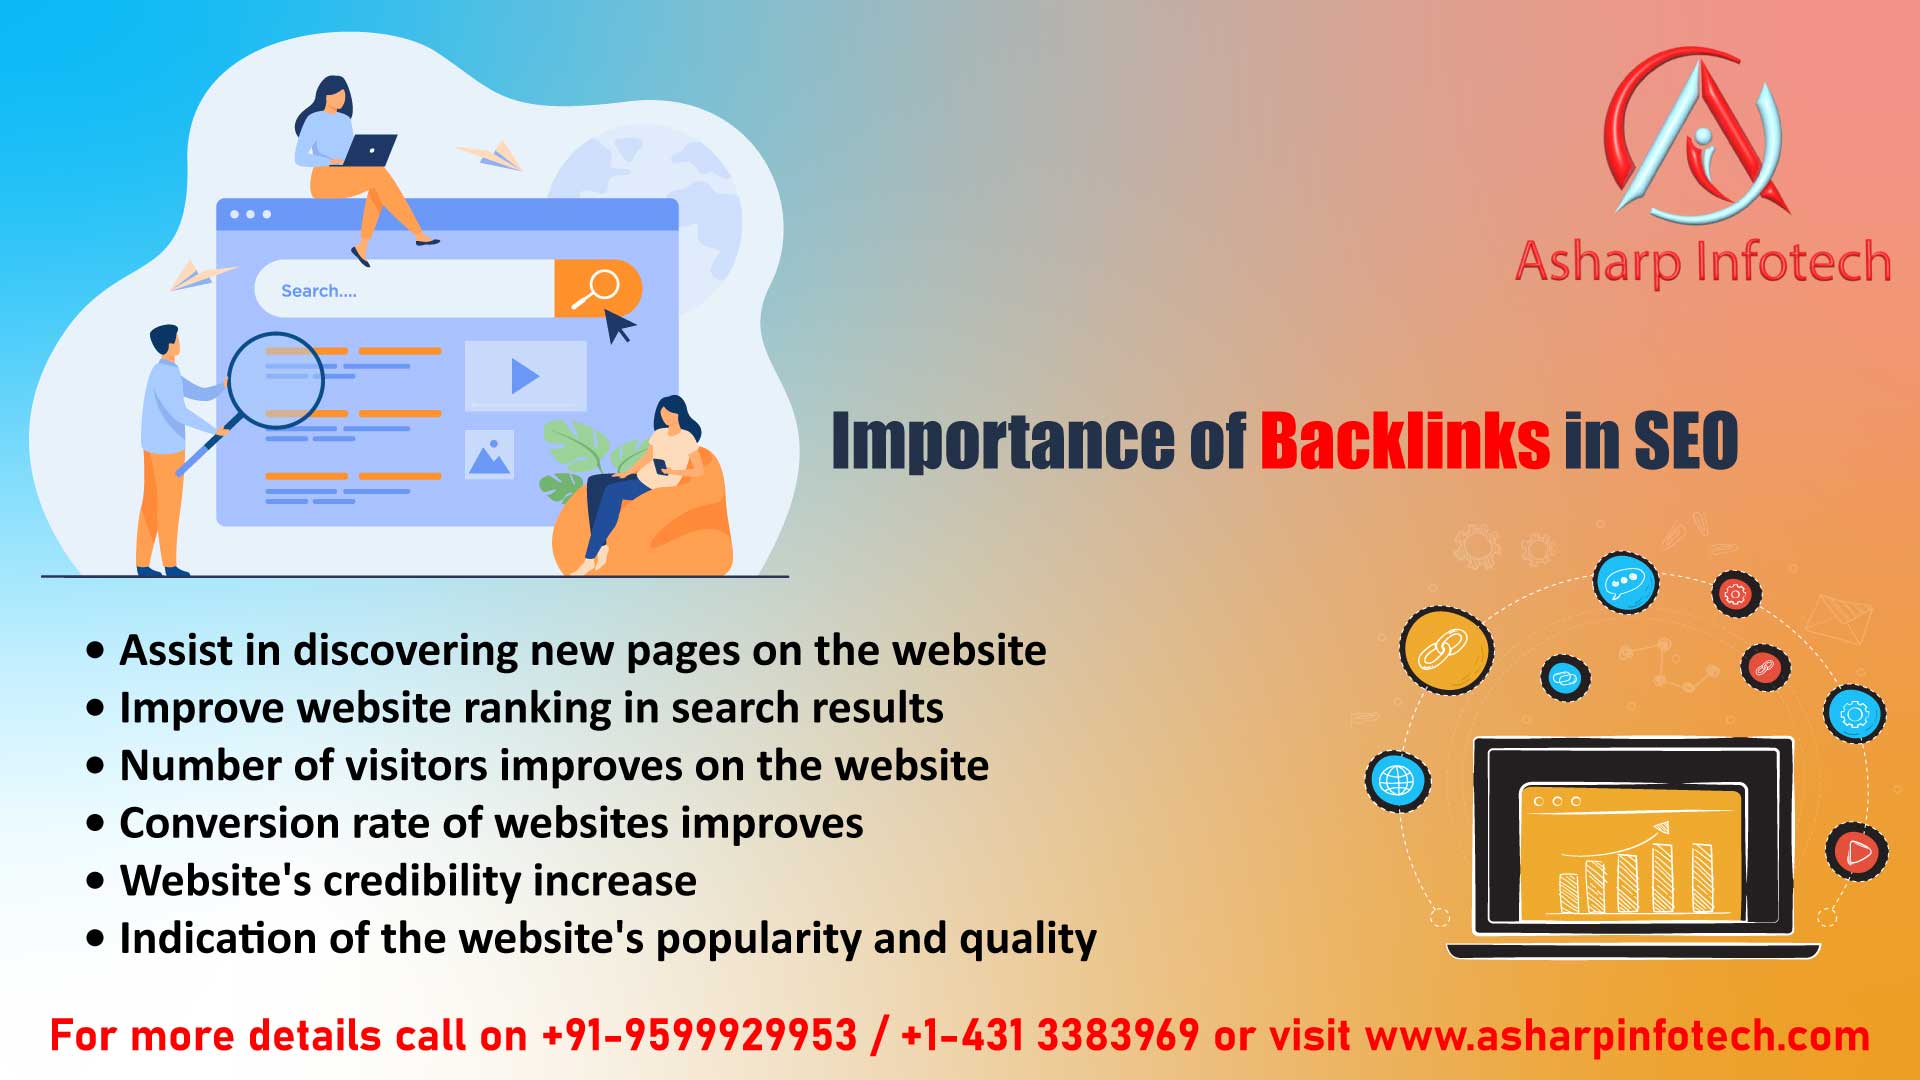 Asharp Infotech
Search....
Importance of Backlinks in SEO
• Assist in discovering new pages on the website
• Improve website ranking in search results
• Number of visitors improves on the website
• Conversion rate of websites improves
• Website's credibility increase
• Indication of the website's popularity and quality
For more details call on +91-9599929953 / +1-431 3383969 or visit www.asharpinfotech.com